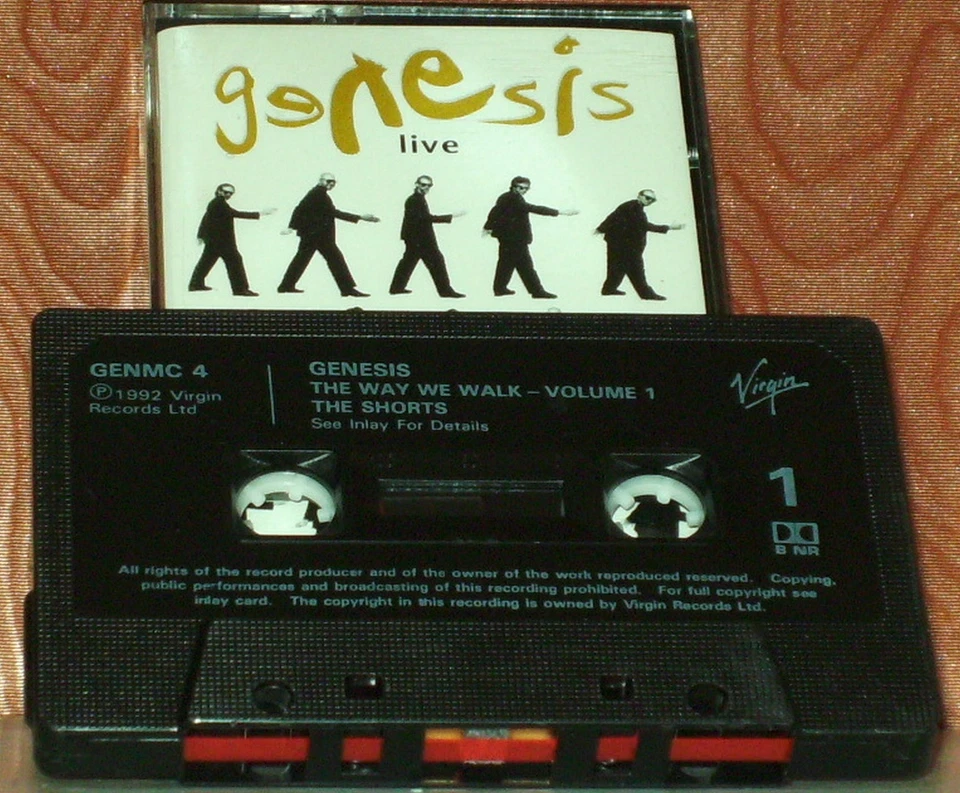 genesis
live
GENMC 4
Ⓟ1992 Virgin
Records Ltd
GENESIS
THE WAY WE WALK – VOLUME 1
THE SHORTS
See Inlay For Details
Virgin
1
B NR
All rights of the record producer and of the owner of the work reproduced reserved. Copying,
public performances and broadcasting of this recording prohibited. For full copyright see
inlay card. The copyright in this recording is owned by Virgin Records Ltd.